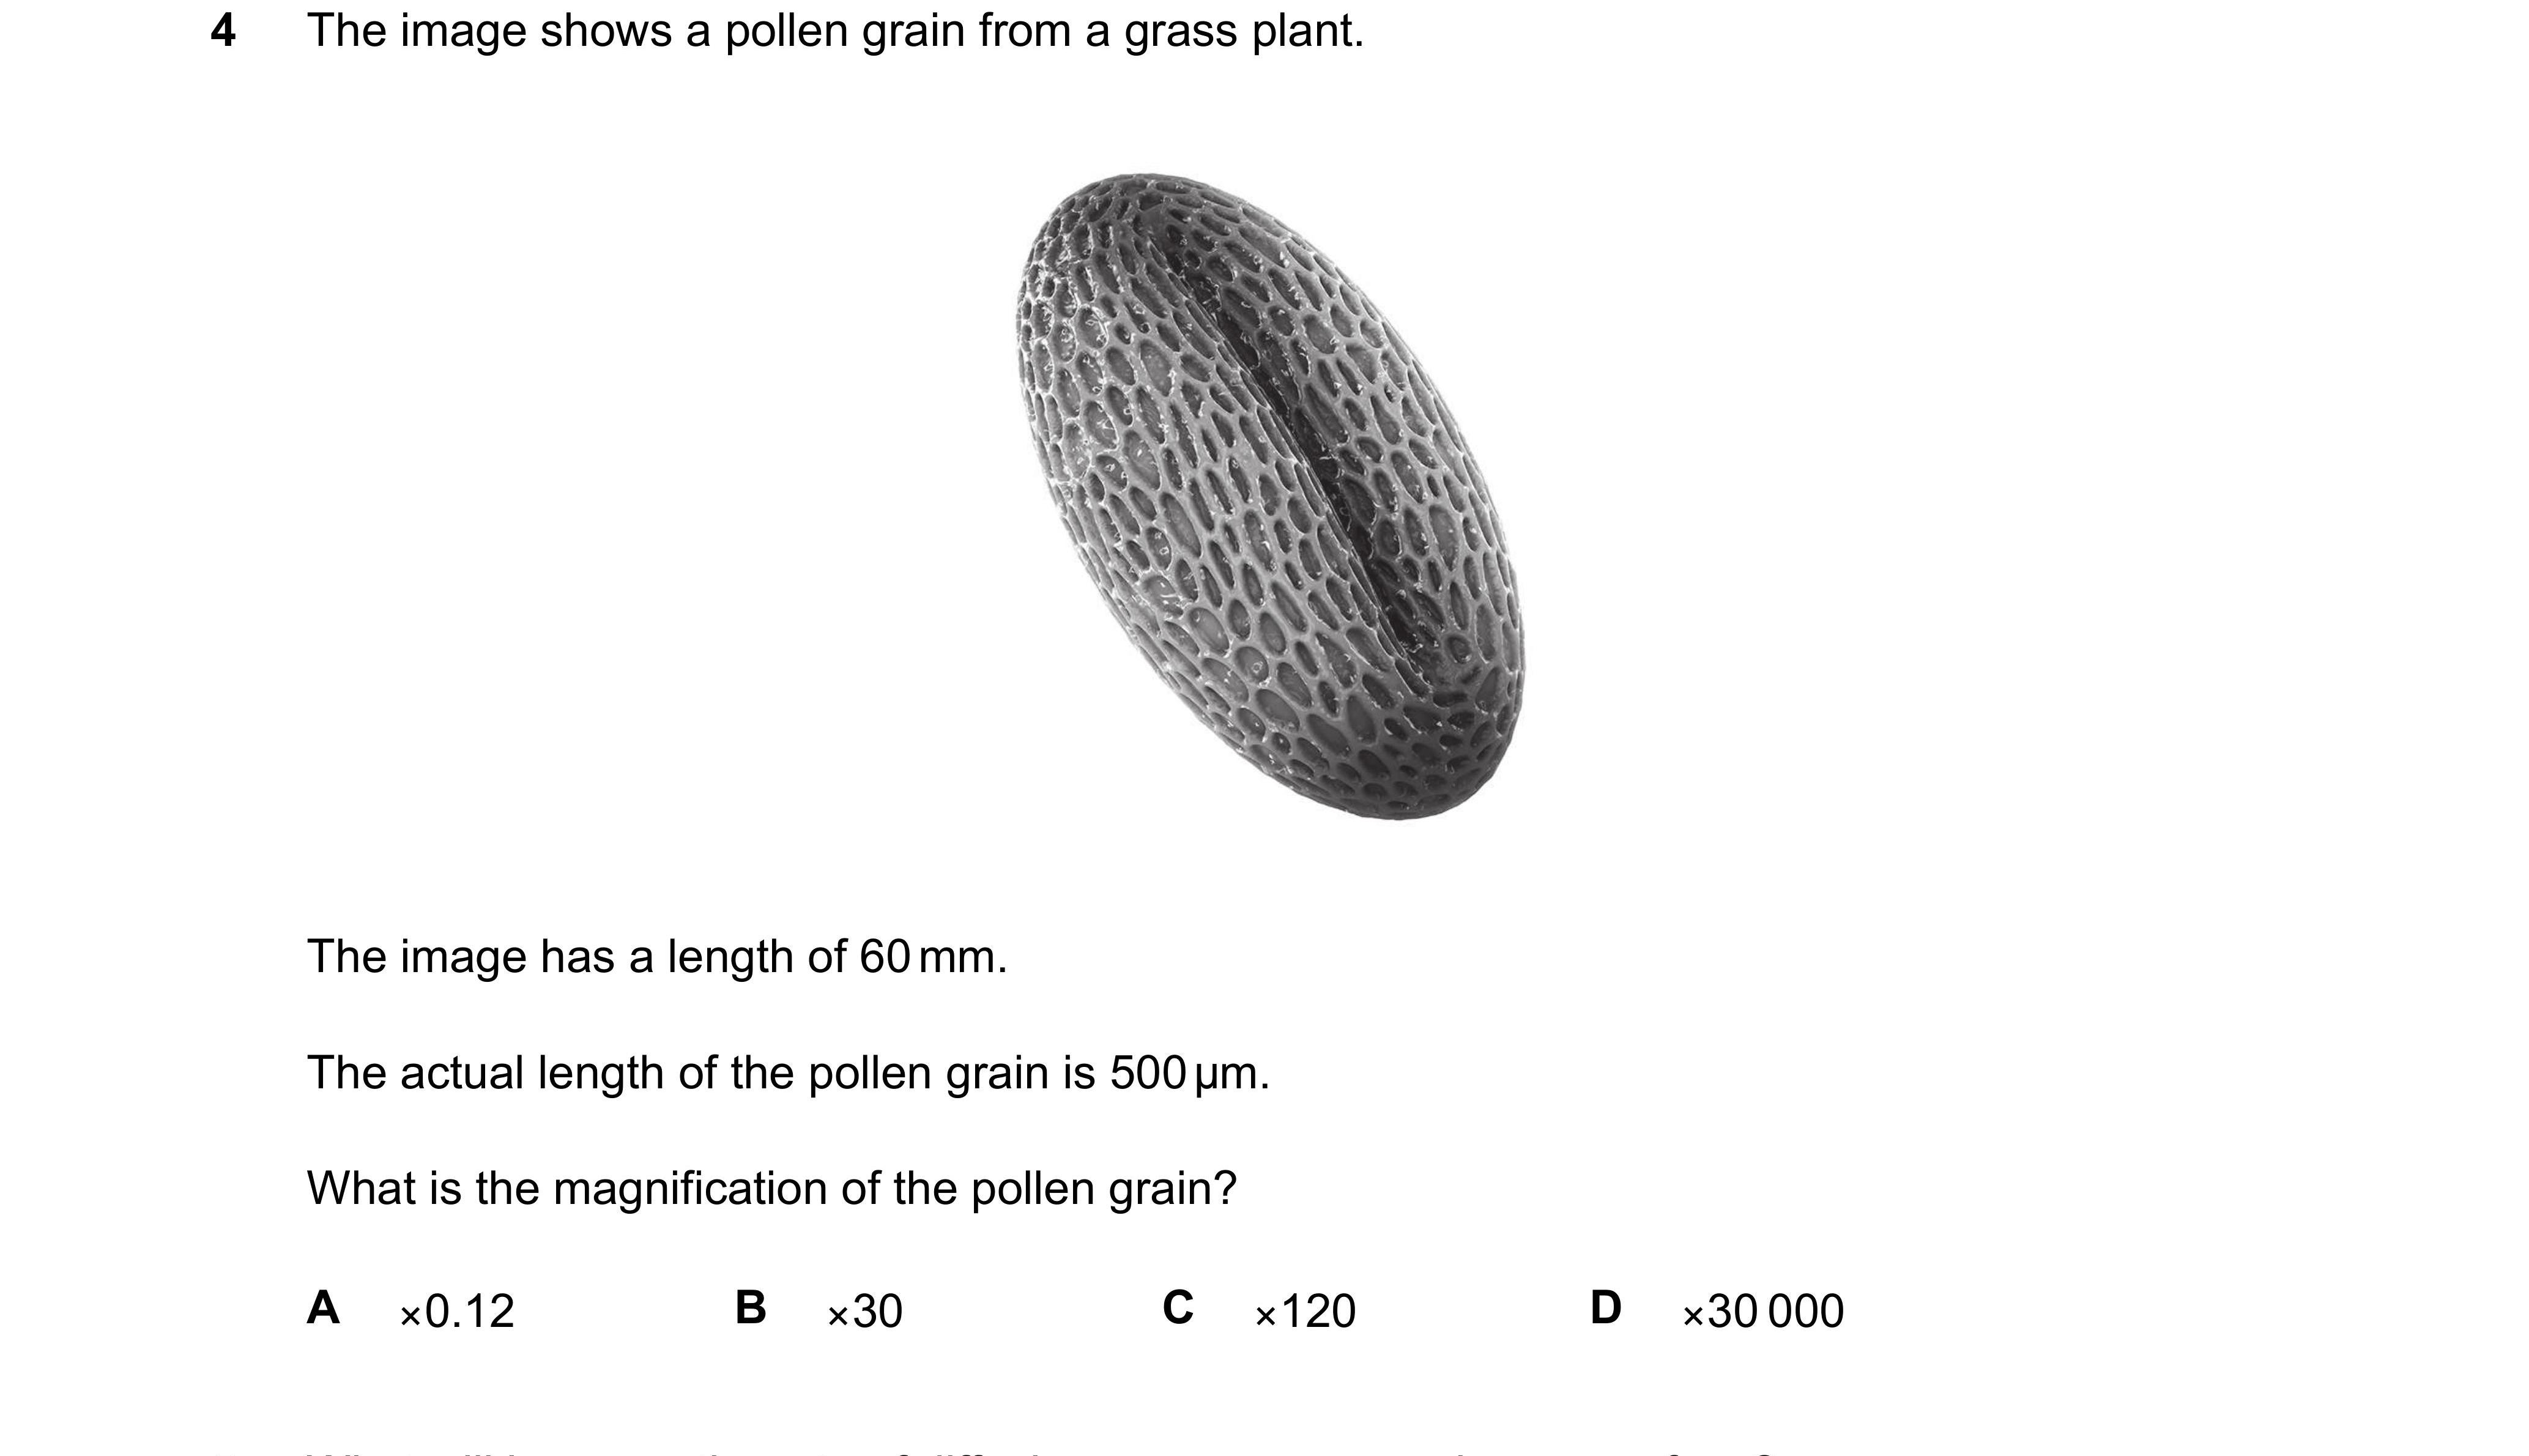 4 The image shows a pollen grain from a grass plant.
The image has a length of 60 mm.
The actual length of the pollen grain is 500 µm.
What is the magnification of the pollen grain?
A ×0.12 B ×30 C ×120 D ×30 000